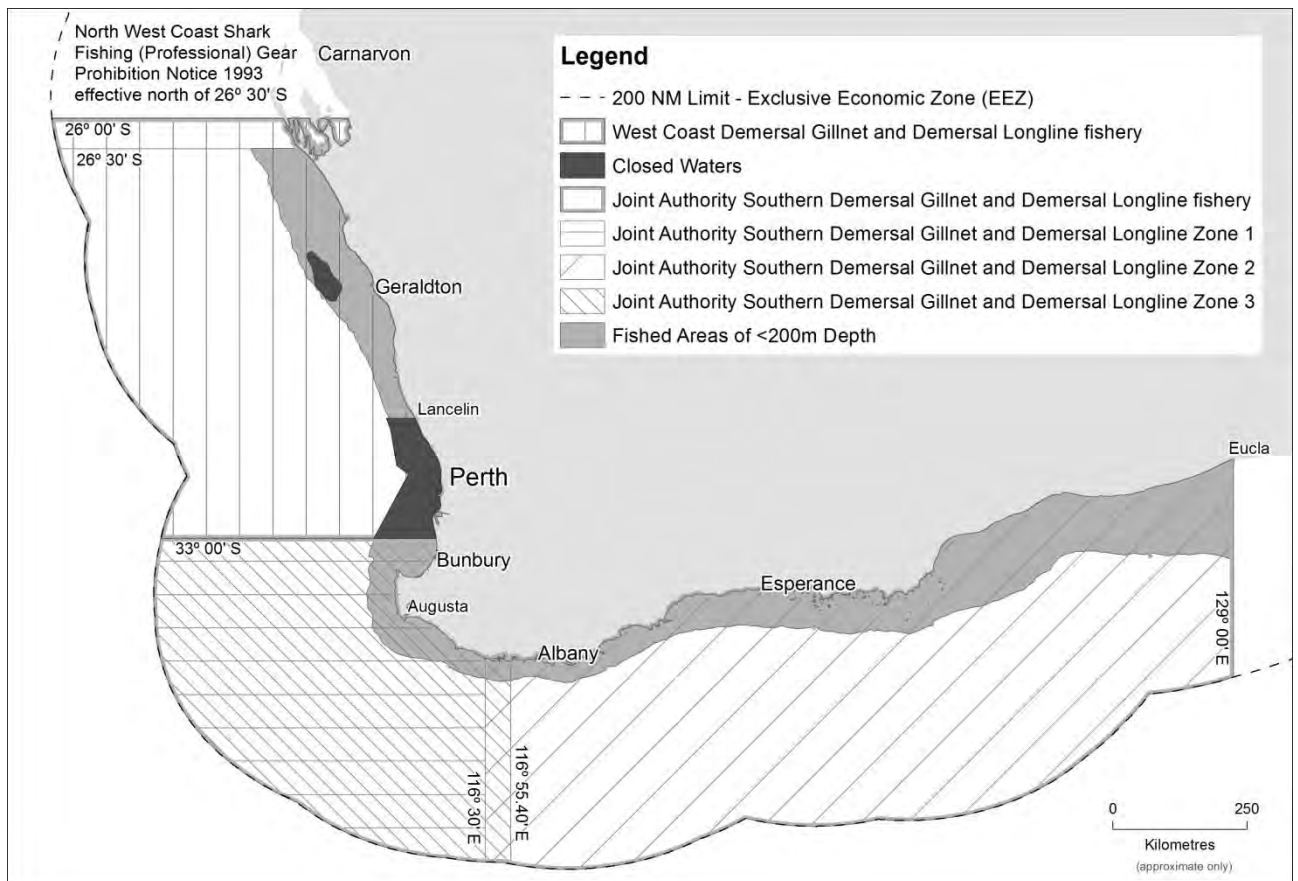 North West Coast Shark
Fishing (Professional) Gear
Prohibition Notice 1993
effective north of 26º 30' S
Carnarvon
26º 00' S
26º 30' S
Legend
200 NM Limit - Exclusive Economic Zone (EEZ)
West Coast Demersal Gillnet and Demersal Longline fishery
Closed Waters
Joint Authority Southern Demersal Gillnet and Demersal Longline fishery
Joint Authority Southern Demersal Gillnet and Demersal Longline Zone 1
Joint Authority Southern Demersal Gillnet and Demersal Longline Zone 2
Joint Authority Southern Demersal Gillnet and Demersal Longline Zone 3
Fished Areas of <200m Depth
Geraldton
Lancelin
Perth
Eucla
33º 00' S
Bunbury
Augusta
Esperance
Albany
129º 00' E
116º 30' E
116º 55.40' E
0 250
Kilometres
(approximate only)